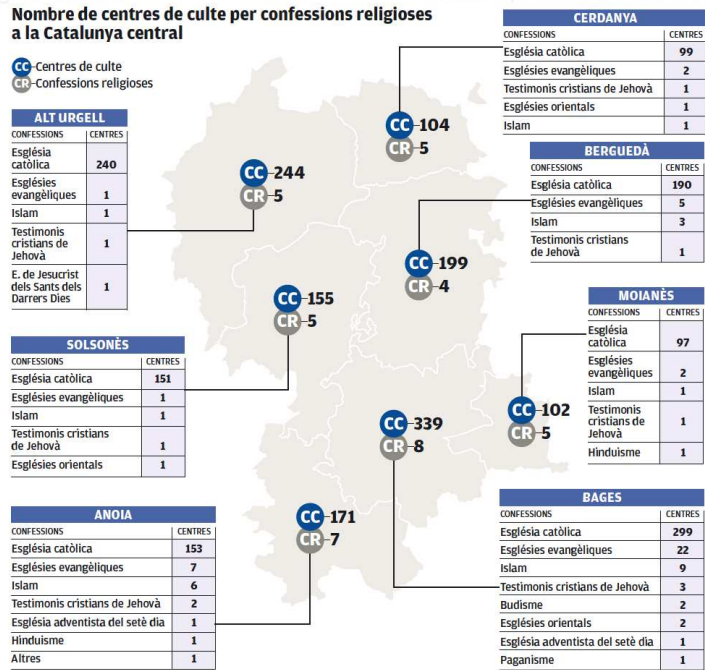 Nombre de centres de culte per confessions religioses
a la Catalunya central
CC Centres de culte
CR Confessions religioses
ALT URGELL
CONFESSIONS CENTRES
Església
catòlica 240
Esglésies
evangèliques 1
Islam 1
Testimonis
cristians de
Jehovà 1
E. de Jesucrist
dels Sants dels
Darrers Dies 1
CC 244
CR 5
CERDANYA
CONFESSIONS CENTRES
Església catòlica 99
Esglésies evangèliques 2
Testimonis cristians de Jehovà 1
Esglésies orientals 1
Islam 1
CC 104
CR 5
BERGUEDÀ
CONFESSIONS CENTRES
Església catòlica 190
Esglésies evangèliques 5
Islam 3
Testimonis cristians
de Jehovà 1
CC 199
CR 4
SOLSONÈS
CONFESSIONS CENTRES
Església catòlica 151
Esglésies evangèliques 1
Islam 1
Testimonis cristians
de Jehovà 1
Esglésies orientals 1
CC 155
CR 5
MOIANÈS
CONFESSIONS CENTRES
Església
catòlica 97
Esglésies
evangèliques 2
Islam 1
Testimonis
cristians de
Jehovà 1
Hinduisme 1
CC 102
CR 5
ANOIA
CONFESSIONS CENTRES
Església catòlica 153
Esglésies evangèliques 7
Islam 6
Testimonis cristians de Jehovà 2
Església adventista del setè dia 1
Hinduisme 1
Altres 1
CC 171
CR 7
BAGES
CONFESSIONS CENTRES
Església catòlica 299
Esglésies evangèliques 22
Islam 9
Testimonis cristians de Jehovà 3
Budisme 2
Esglésies orientals 2
Església adventista del setè dia 1
Paganisme 1
CC 339
CR 8